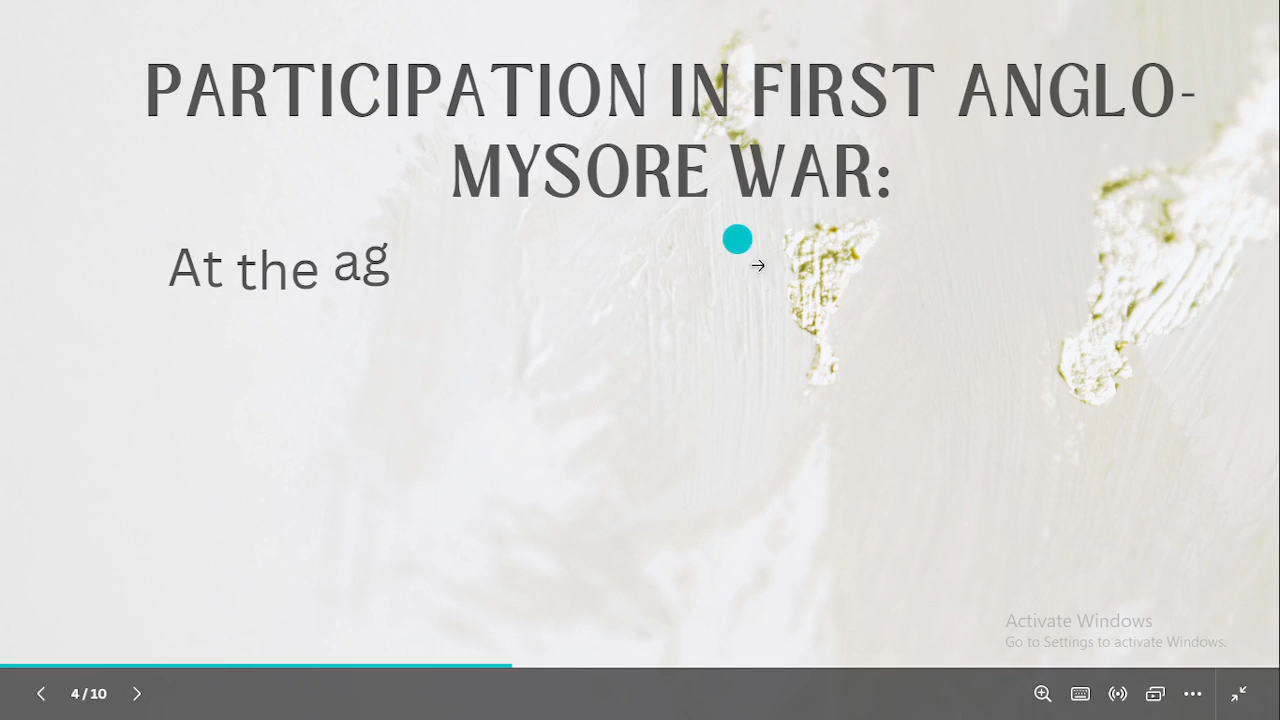 PARTICIPATION IN FIRST ANGLO-
MYSORE WAR:
At the ag
Activate Windows
Go to Settings to activate Windows.
4 / 10